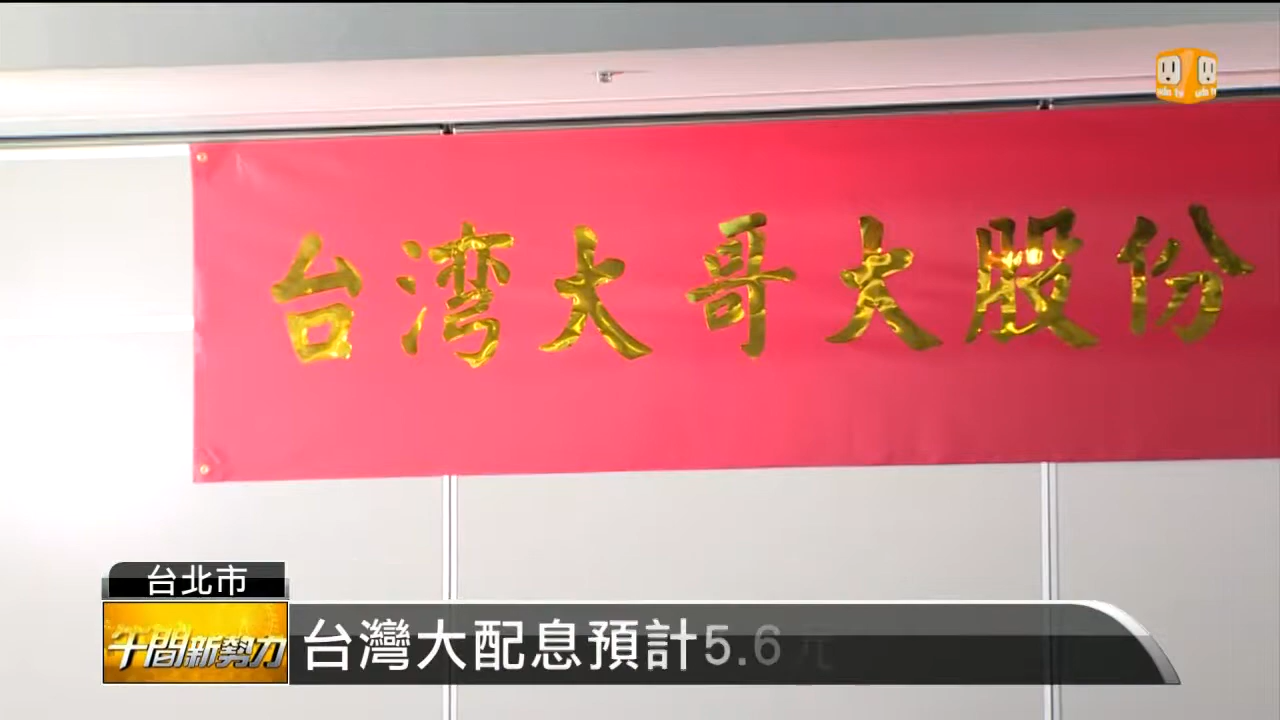 台湾大哥大股份
台北市
午間新勢力
台灣大配息預計5.6元